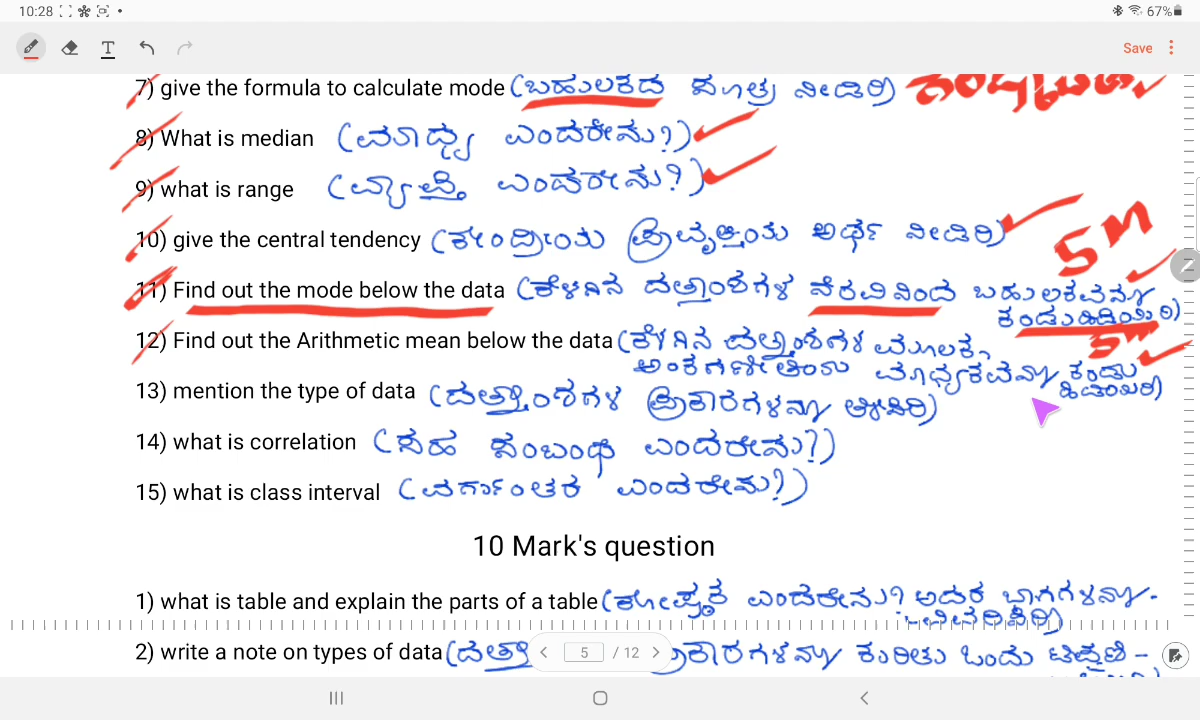 10:28 67%
Save
7) give the formula to calculate mode (ಬಹುಲಕದ ಸೂತ್ರ ನೀಡಿರಿ)
8) What is median (ಮಾಧ್ಯ ಎಂದರೇನು?)
9) what is range (ವ್ಯಾಪ್ತಿ ಎಂದರೇನು?)
10) give the central tendency (ಕೇಂದ್ರೀಯ ಪ್ರವೃತ್ತಿಯ ಅರ್ಥ ನೀಡಿರಿ) 5M
11) Find out the mode below the data (ಕೆಳಗಿನ ದತ್ತಾಂಶಗಳ ನೆರವಿನಿಂದ ಬಹುಲಕವನ್ನು
ಕಂಡುಹಿಡಿಯಿರಿ)
12) Find out the Arithmetic mean below the data (ಕೆಳಗಿನ ದತ್ತಾಂಶಗಳ ಮೂಲಕ 5M
ಅಂಕಗಣಿತೀಯ ಮಾಧ್ಯಕವನ್ನು ಕಂಡು
ಹಿಡಿಯಿರಿ)
13) mention the type of data (ದತ್ತಾಂಶಗಳ ಪ್ರಕಾರಗಳನ್ನು ತಿಳಿಸಿರಿ)
14) what is correlation (ಸಹ ಸಂಬಂಧ ಎಂದರೇನು?)
15) what is class interval (ವರ್ಗಾಂತರ ಎಂದರೇನು?)
10 Mark's question
1) what is table and explain the parts of a table (ಕೋಷ್ಟಕ ಎಂದರೇನು? ಅದರ ಭಾಗಗಳನ್ನು-
ವಿವರಿಸಿರಿ)
2) write a note on types of data (ದತ್ತಾ ಪ್ರಕಾರಗಳನ್ನು ಕುರಿತು ಒಂದು ಟಿಪ್ಪಣಿ -
5 / 12